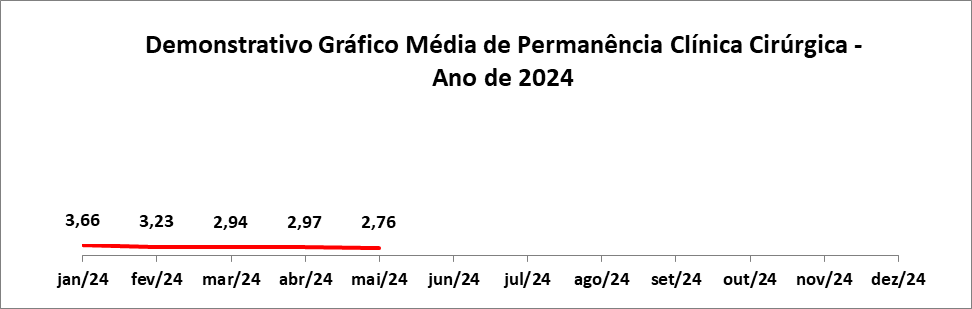 Demonstrativo Gráfico Média de Permanência Clínica Cirúrgica -
Ano de 2024
3,66 3,23 2,94 2,97 2,76
jan/24 fev/24 mar/24 abr/24 mai/24 jun/24 jul/24 ago/24 set/24 out/24 nov/24 dez/24